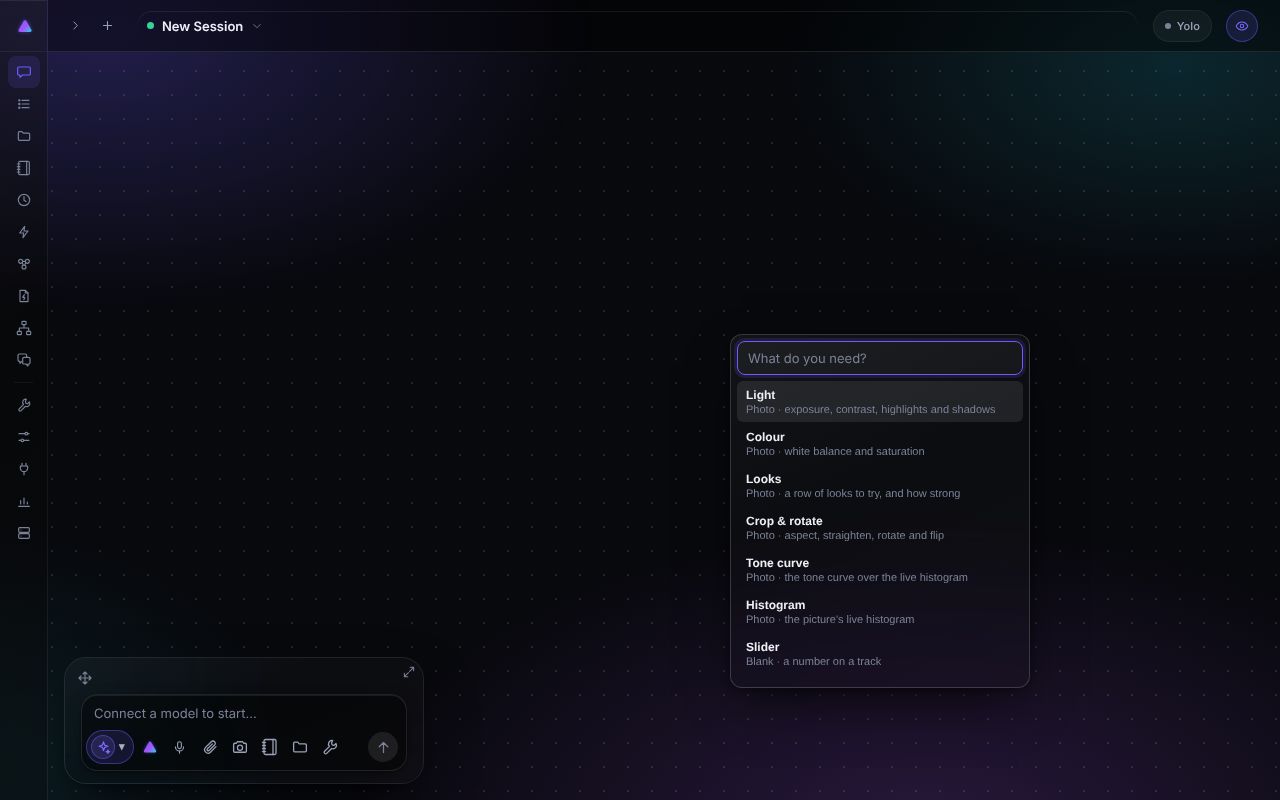 New Session
Yolo
What do you need?
Light
Photo · exposure, contrast, highlights and shadows
Colour
Photo · white balance and saturation
Looks
Photo · a row of looks to try, and how strong
Crop & rotate
Photo · aspect, straighten, rotate and flip
Tone curve
Photo · the tone curve over the live histogram
Histogram
Photo · the picture's live histogram
Slider
Blank · a number on a track
Connect a model to start...